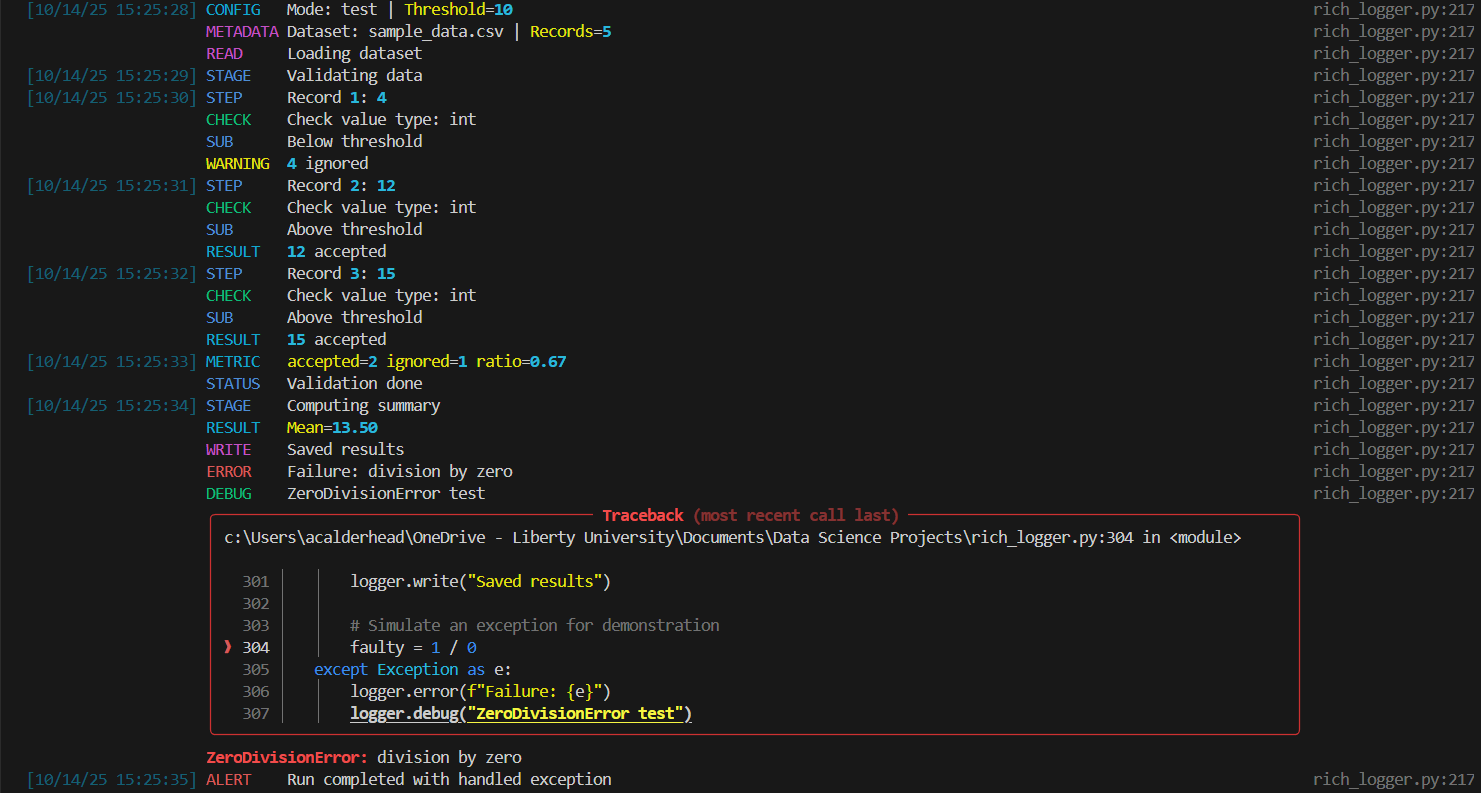 [10/14/25 15:25:28] CONFIG Mode: test | Threshold=10 rich_logger.py:217
METADATA Dataset: sample_data.csv | Records=5 rich_logger.py:217
READ Loading dataset rich_logger.py:217
[10/14/25 15:25:29] STAGE Validating data rich_logger.py:217
[10/14/25 15:25:30] STEP Record 1: 4 rich_logger.py:217
CHECK Check value type: int rich_logger.py:217
SUB Below threshold rich_logger.py:217
WARNING 4 ignored rich_logger.py:217
[10/14/25 15:25:31] STEP Record 2: 12 rich_logger.py:217
CHECK Check value type: int rich_logger.py:217
SUB Above threshold rich_logger.py:217
RESULT 12 accepted rich_logger.py:217
[10/14/25 15:25:32] STEP Record 3: 15 rich_logger.py:217
CHECK Check value type: int rich_logger.py:217
SUB Above threshold rich_logger.py:217
RESULT 15 accepted rich_logger.py:217
[10/14/25 15:25:33] METRIC accepted=2 ignored=1 ratio=0.67 rich_logger.py:217
STATUS Validation done rich_logger.py:217
[10/14/25 15:25:34] STAGE Computing summary rich_logger.py:217
RESULT Mean=13.50 rich_logger.py:217
WRITE Saved results rich_logger.py:217
ERROR Failure: division by zero rich_logger.py:217
DEBUG ZeroDivisionError test rich_logger.py:217
Traceback (most recent call last)
c:\Users\acalderhead\OneDrive - Liberty University\Documents\Data Science Projects\rich_logger.py:304 in <module>
301 logger.write("Saved results")
302
303 # Simulate an exception for demonstration
❱ 304 faulty = 1 / 0
305 except Exception as e:
306 logger.error(f"Failure: {e}")
307 logger.debug("ZeroDivisionError test")
ZeroDivisionError: division by zero
[10/14/25 15:25:35] ALERT Run completed with handled exception rich_logger.py:217